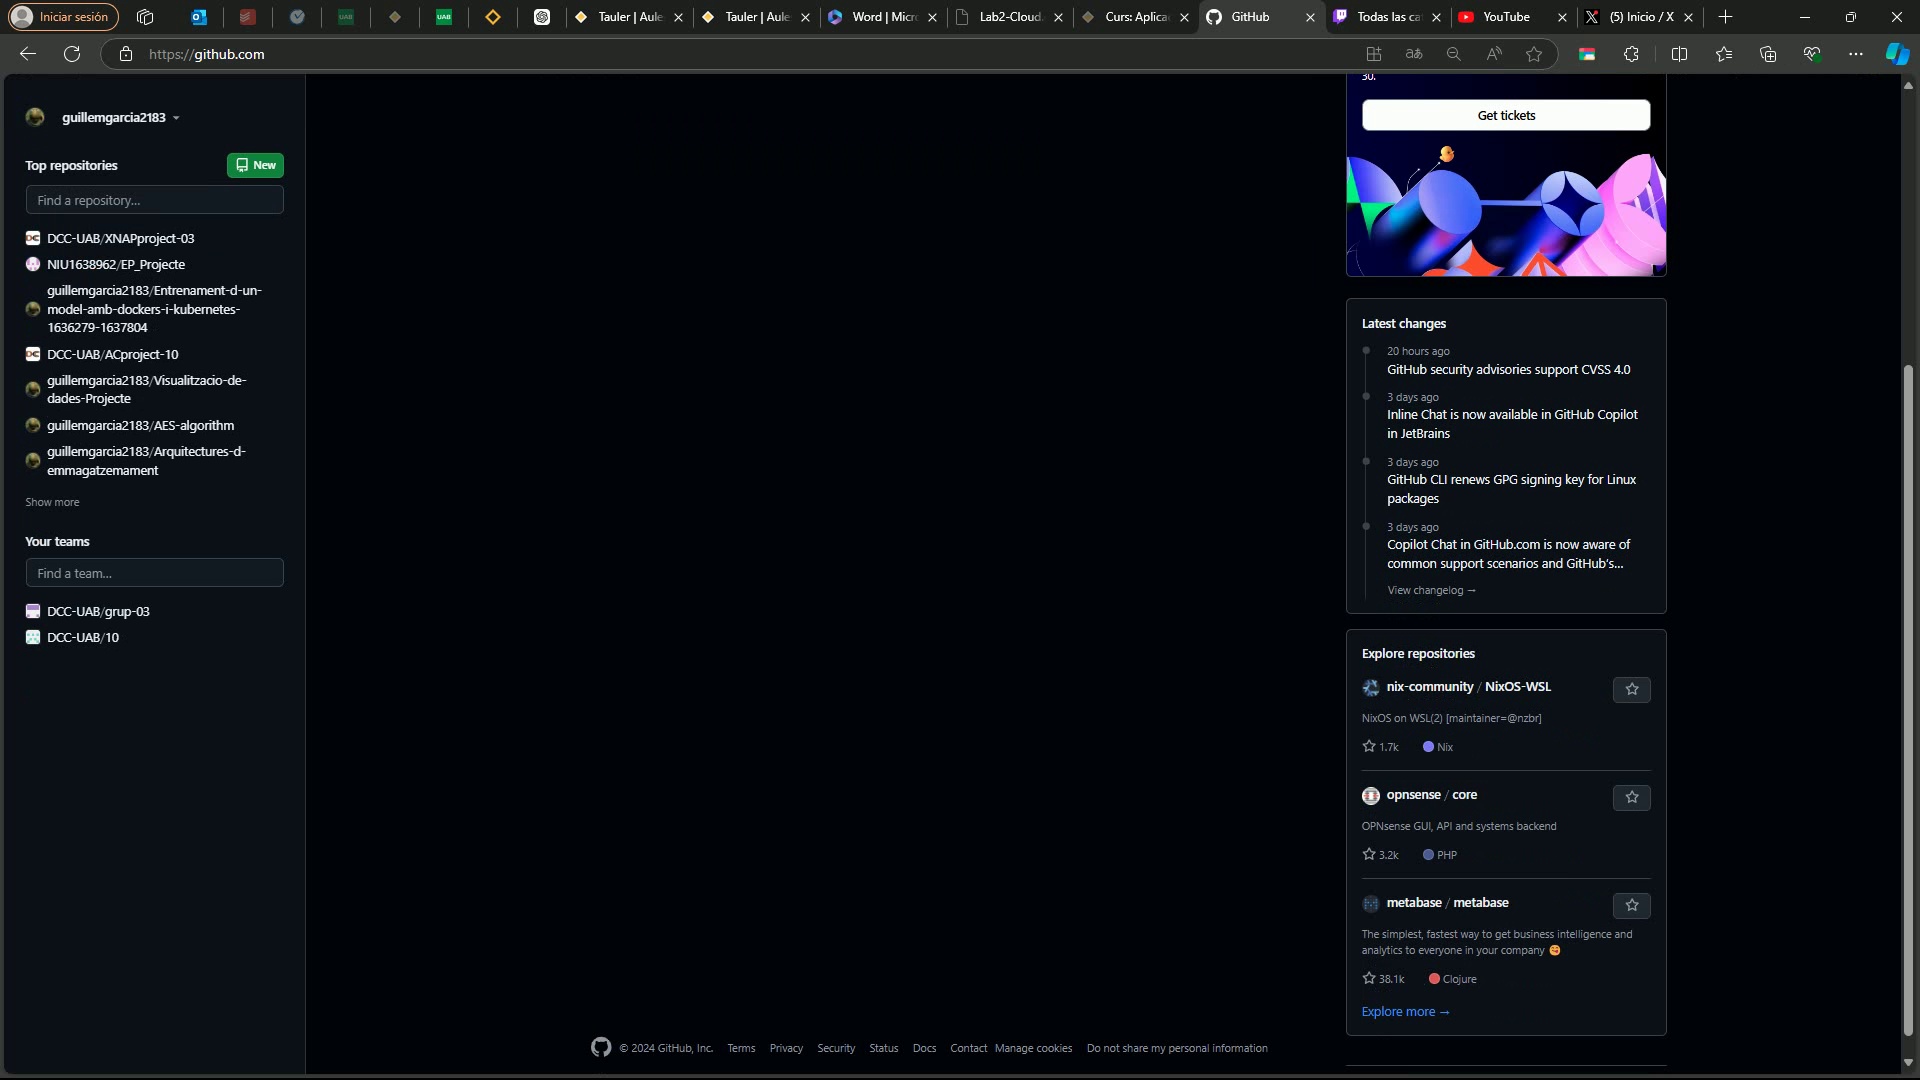 Iniciar sesión
UAB
UAB
Tauler | Aule
Tauler | Aule
Word | Micr
Lab2-Cloud
Curs: Aplica
GitHub
Todas las ca
YouTube
(5) Inicio / X
https://github.com
guillemgarcia2183
Top repositories
New
Find a repository...
DCC-UAB/XNAPproject-03
NIU1638962/EP_Projecte
guillemgarcia2183/Entrenament-d-un-
model-amb-dockers-i-kubernetes-
1636279-1637804
DCC-UAB/ACproject-10
guillemgarcia2183/Visualitzacio-de-
dades-Projecte
guillemgarcia2183/AES-algorithm
guillemgarcia2183/Arquitectures-d-
emmagatzemament
Show more
Your teams
Find a team...
DCC-UAB/grup-03
DCC-UAB/10
30.
Get tickets
Latest changes
20 hours ago
GitHub security advisories support CVSS 4.0
3 days ago
Inline Chat is now available in GitHub Copilot
in JetBrains
3 days ago
GitHub CLI renews GPG signing key for Linux
packages
3 days ago
Copilot Chat in GitHub.com is now aware of
common support scenarios and GitHub's...
View changelog →
Explore repositories
nix-community / NixOS-WSL
NixOS on WSL(2) [maintainer=@nzbr]
1.7k Nix
opnsense / core
OPNsense GUI, API and systems backend
3.2k PHP
metabase / metabase
The simplest, fastest way to get business intelligence and
analytics to everyone in your company 😋
38.1k Clojure
Explore more →
© 2024 GitHub, Inc. Terms Privacy Security Status Docs Contact Manage cookies Do not share my personal information